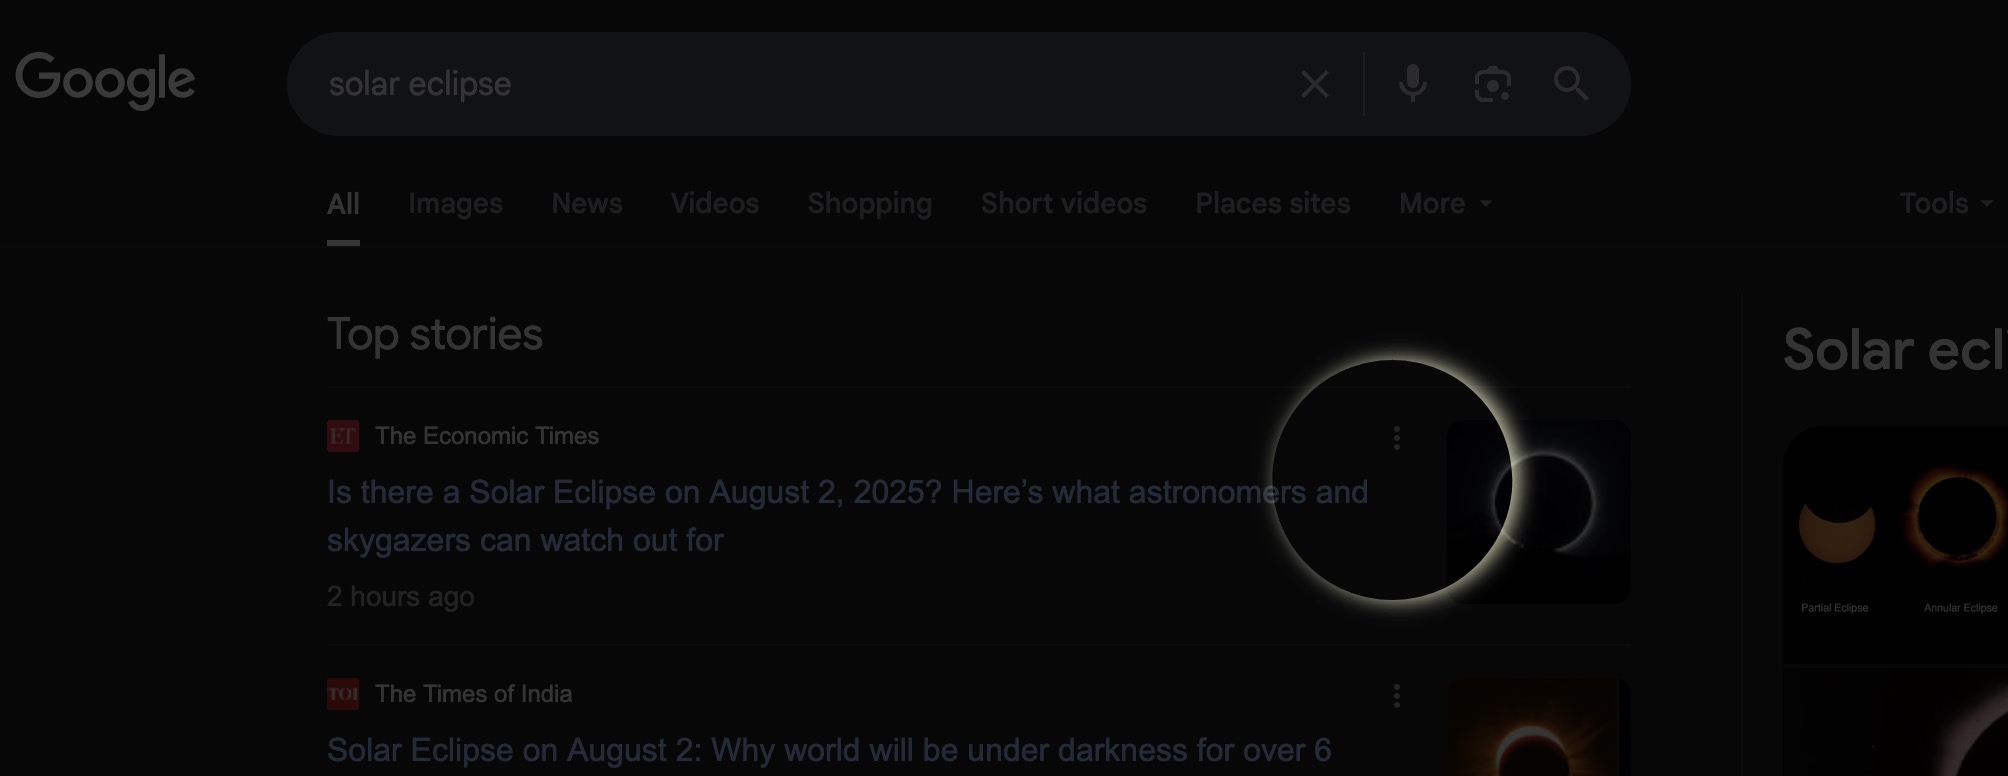 Google
solar eclipse
All Images News Videos Shopping Short videos Places sites More Tools
Top stories
Solar ecl
ET The Economic Times
Is there a Solar Eclipse on August 2, 2025? Here’s what astronomers and
skygazers can watch out for
2 hours ago
Partial Eclipse Annular Eclipse
TOI The Times of India
Solar Eclipse on August 2: Why world will be under darkness for over 6